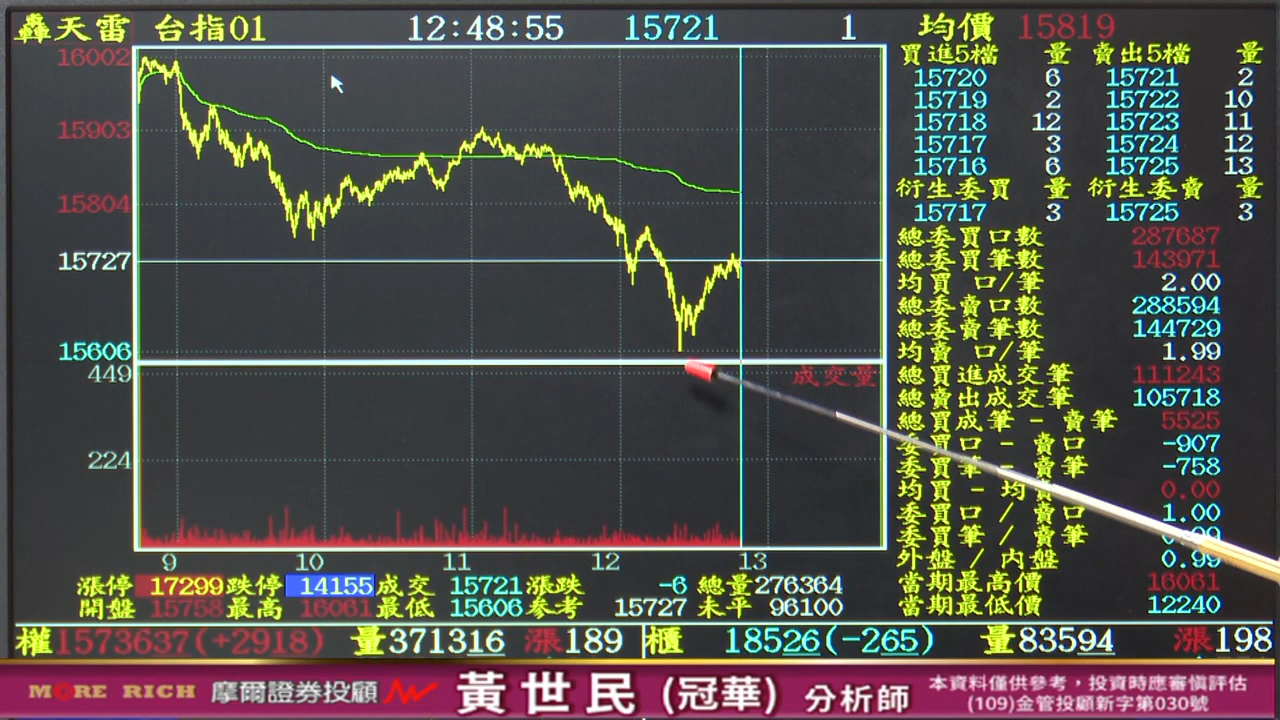 轟天雷 台指01 12:48:55 15721 1 均價 15819
16002
15903
15804
15727
15606
449
224
成交量
9 10 11 12 13
買進5檔 量 賣出5檔 量
15720 6 15721 2
15719 2 15722 10
15718 12 15723 11
15717 3 15724 12
15716 6 15725 13
衍生委買 量 衍生委賣 量
15717 3 15725 3
總委買口數 287687
總委買筆數 143971
均買 口/筆 2.00
總委賣口數 288594
總委賣筆數 144729
均賣 口/筆 1.99
總買進成交筆 111243
總賣出成交筆 105718
總買成筆 - 賣筆 5525
委買口 - 賣口 -907
委買筆 - 賣筆 -758
均買 - 均賣 0.00
委買口 / 賣口 1.00
委買筆 / 賣筆
外盤 / 內盤 0.99
當期最高價 16061
當期最低價 12240
漲停 17299 跌停 14155 成交 15721 漲跌 -6 總量 276364
開盤 15758 最高 16061 最低 15606 參考 15727 未平 96100
權 1573637(+2918) 量 371316 漲 189 櫃 18526(-265) 量 83594 漲 198
MORE RICH 摩爾證券投顧 黃世民 (冠華) 分析師
本資料僅供參考,投資時應審慎評估
(109)金管投顧新字第030號